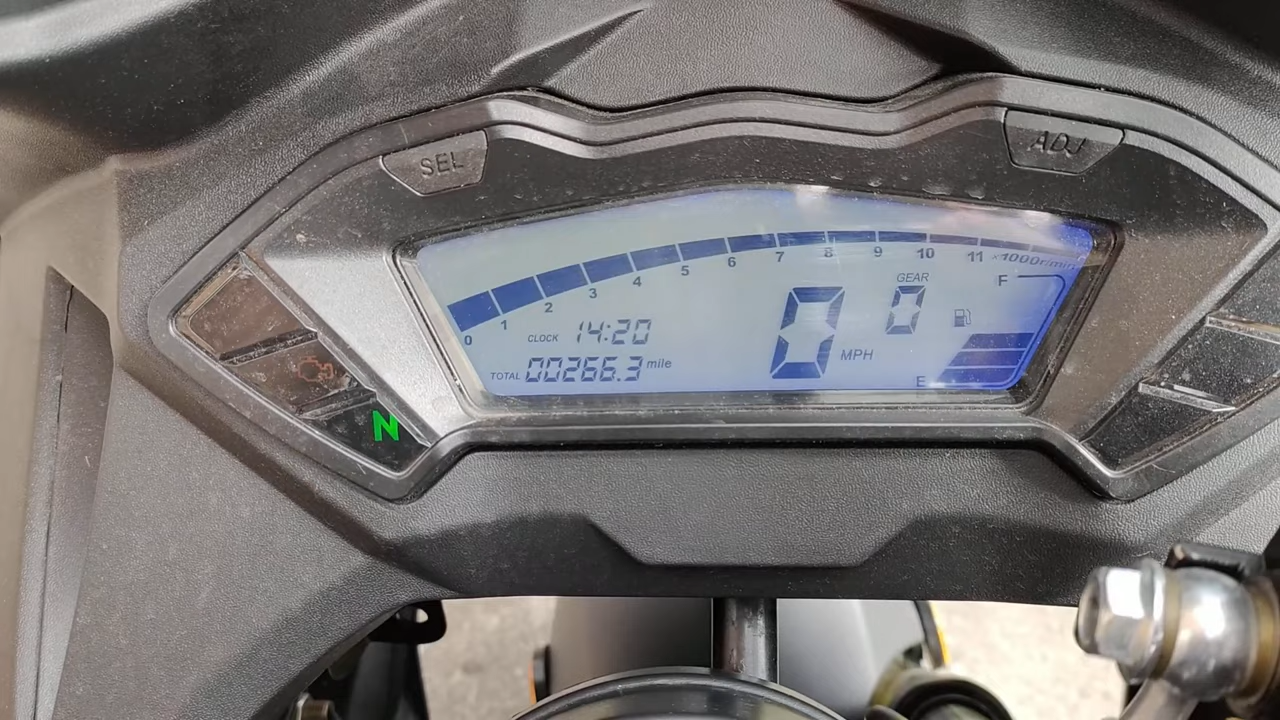 SEL
ADJ
0 1 2 3 4 5 6 7 8 9 10 11 ×1000r/min
GEAR
F
0
CLOCK 14:20
0 MPH
TOTAL 00266.3 mile
E
N